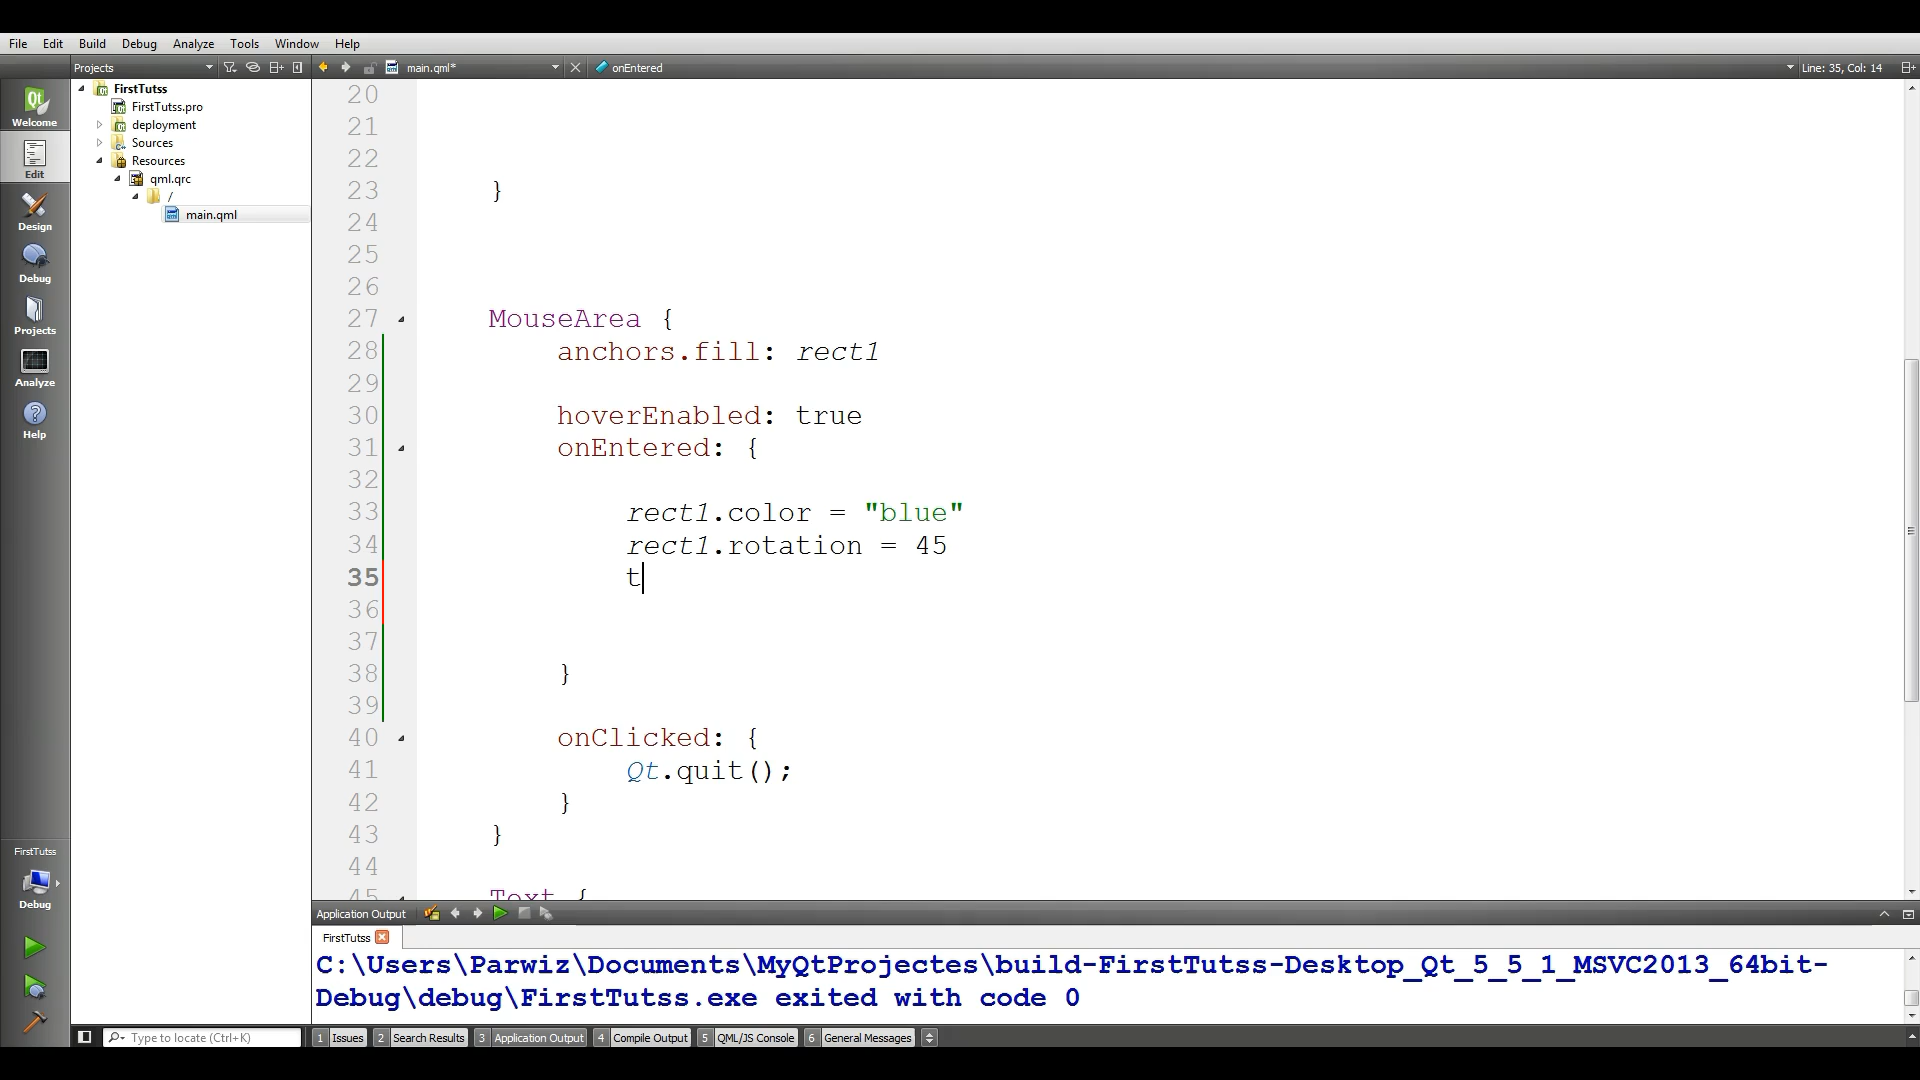 File Edit Build Debug Analyze Tools Window Help
Projects main.qml* onEntered Line: 35, Col: 14
Welcome
Edit
Design
Debug
Projects
Analyze
Help
FirstTutss
Debug
FirstTutss
FirstTutss.pro
deployment
Sources
Resources
qml.qrc
/
main.qml
20
21
22
23 }
24
25
26
27 MouseArea {
28 anchors.fill: rect1
29
30 hoverEnabled: true
31 onEntered: {
32
33 rect1.color = "blue"
34 rect1.rotation = 45
35 t
36
37
38 }
39
40 onClicked: {
41 Qt.quit();
42 }
43 }
44
45 Text {
Application Output
FirstTutss
C:\Users\Parwiz\Documents\MyQtProjectes\build-FirstTutss-Desktop_Qt_5_5_1_MSVC2013_64bit-
Debug\debug\FirstTutss.exe exited with code 0
Type to locate (Ctrl+K) 1 Issues 2 Search Results 3 Application Output 4 Compile Output 5 QML/JS Console 6 General Messages